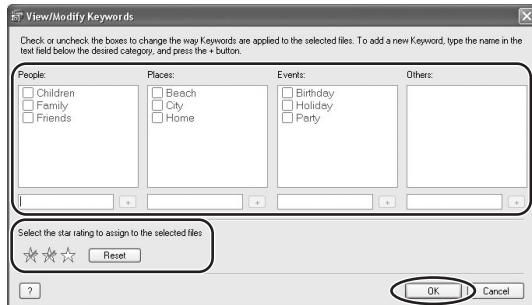 View/Modify Keywords
Check or uncheck the boxes to change the way Keywords are applied to the selected files. To add a new Keyword, type the name in the
text field below the desired category, and press the + button.
People: Places: Events: Others:
Children Beach Birthday
Family City Holiday
Friends Home Party
+ + + +
Select the star rating to assign to the selected files
Reset
? OK Cancel